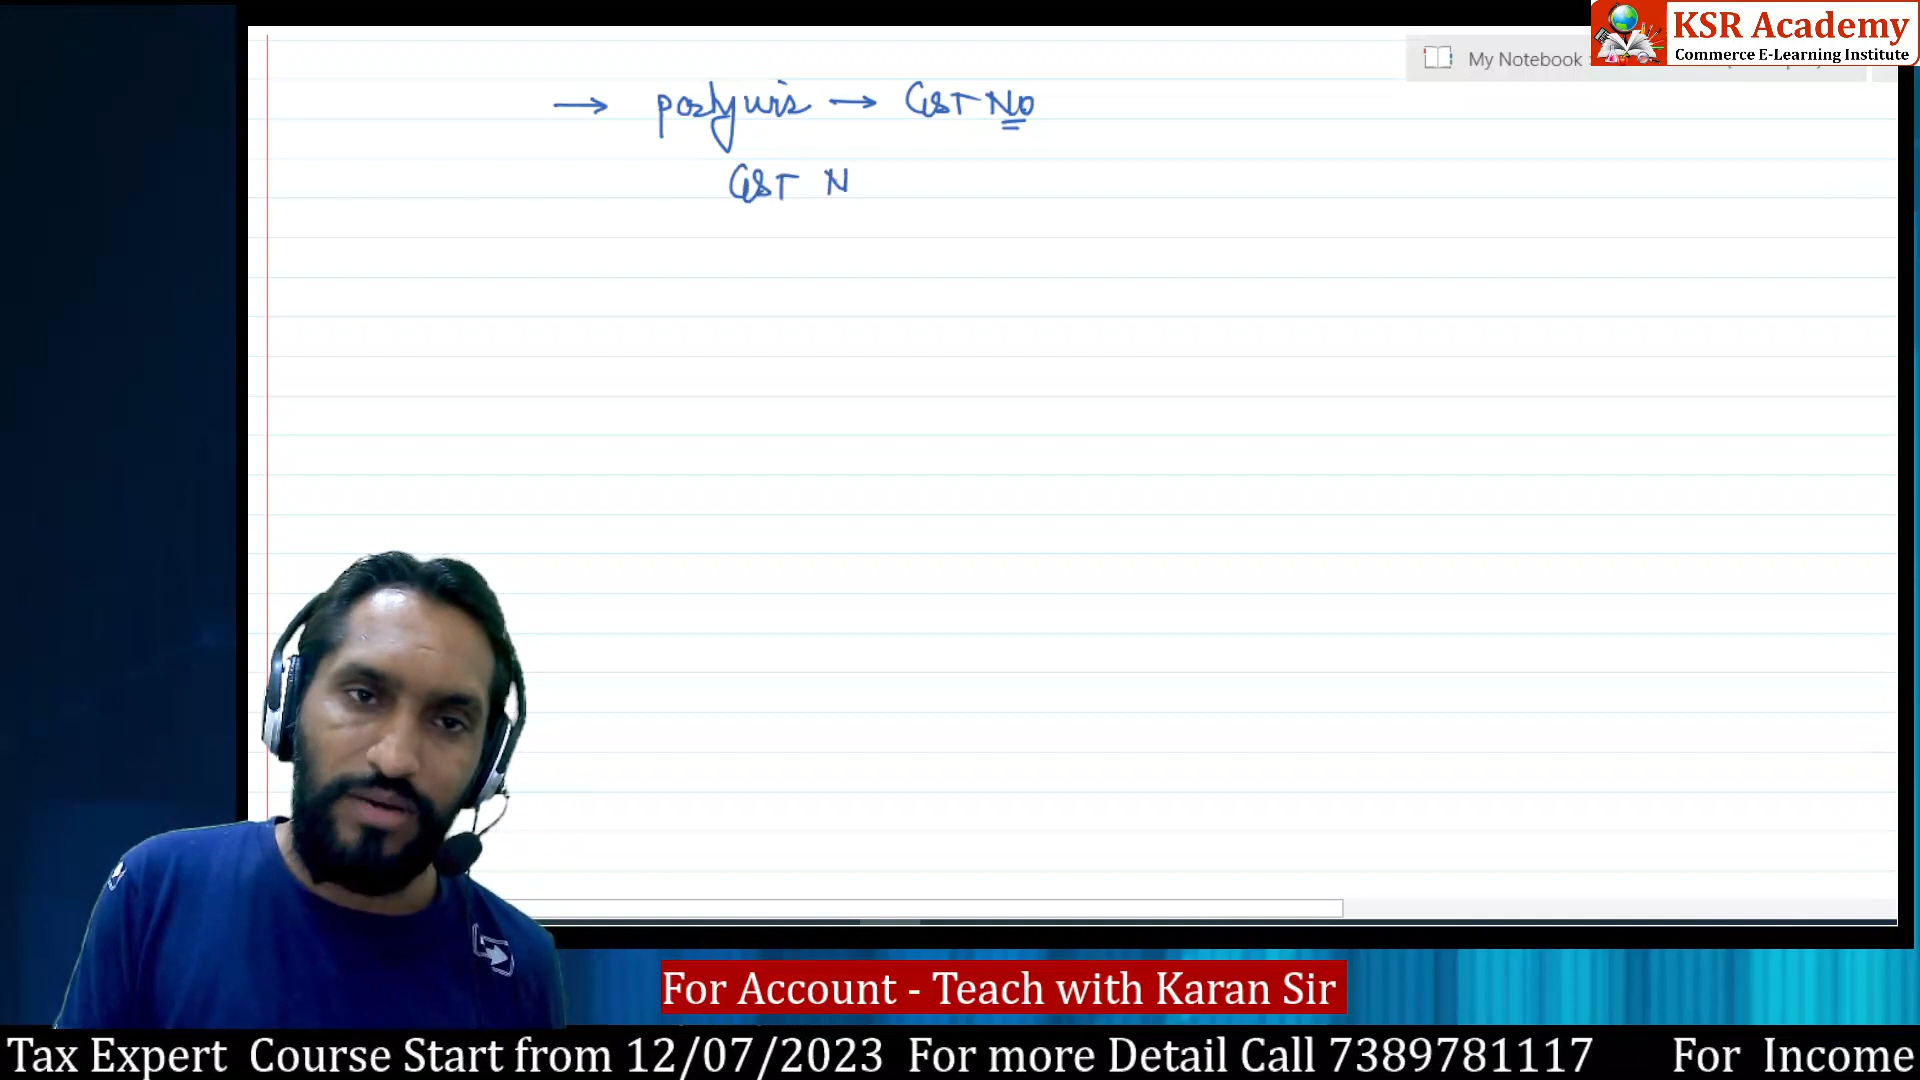 KSR Academy
Commerce E-Learning Institute
My Notebook
→ partywis → GST No
GST N
For Account - Teach with Karan Sir
Tax Expert Course Start from 12/07/2023 For more Detail Call 7389781117 For Income